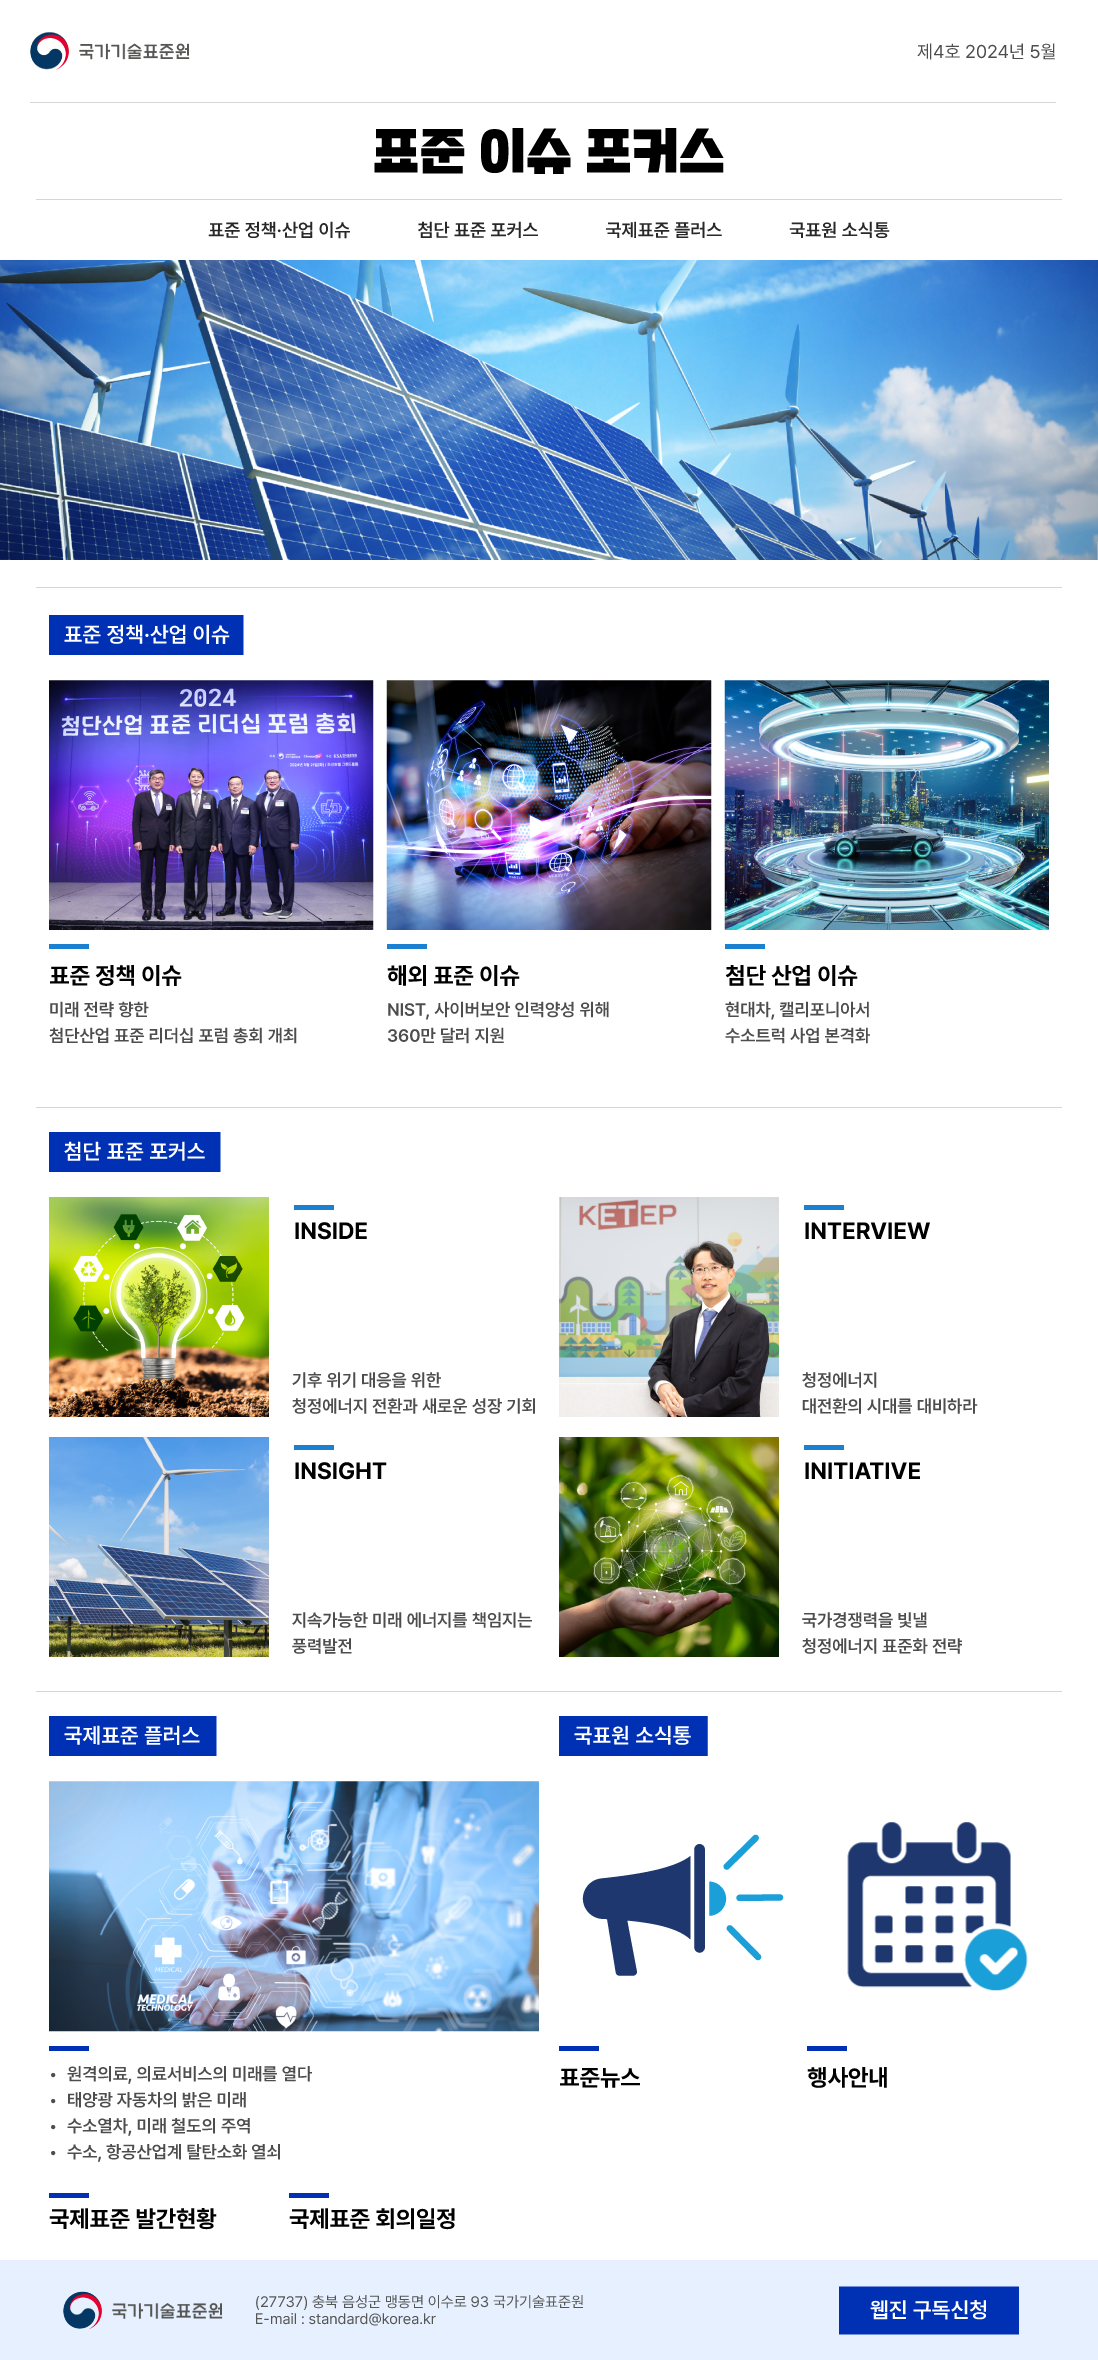 국가기술표준원
제4호 2024년 5월
표준 이슈 포커스
표준 정책·산업 이슈
첨단 표준 포커스
국제표준 플러스
국표원 소식통
표준 정책·산업 이슈
2024
첨단산업 표준 리더십 포럼 총회
표준 정책 이슈
미래 전략 향한
첨단산업 표준 리더십 포럼 총회 개최
해외 표준 이슈
NIST, 사이버보안 인력양성 위해
360만 달러 지원
첨단 산업 이슈
현대차, 캘리포니아서
수소트럭 사업 본격화
첨단 표준 포커스
INSIDE
기후 위기 대응을 위한
청정에너지 전환과 새로운 성장 기회
KETEP
INTERVIEW
청정에너지
대전환의 시대를 대비하라
INSIGHT
지속가능한 미래 에너지를 책임지는
풍력발전
INITIATIVE
국가경쟁력을 빛낼
청정에너지 표준화 전략
국제표준 플러스
MEDICAL
MEDICAL
TECHNOLOGY
• 원격의료, 의료서비스의 미래를 열다
• 태양광 자동차의 밝은 미래
• 수소열차, 미래 철도의 주역
• 수소, 항공산업계 탈탄소화 열쇠
국제표준 발간현황
국제표준 회의일정
국표원 소식통
표준뉴스
행사안내
국가기술표준원
(27737) 충북 음성군 맹동면 이수로 93 국가기술표준원
E-mail : standard@korea.kr
웹진 구독신청